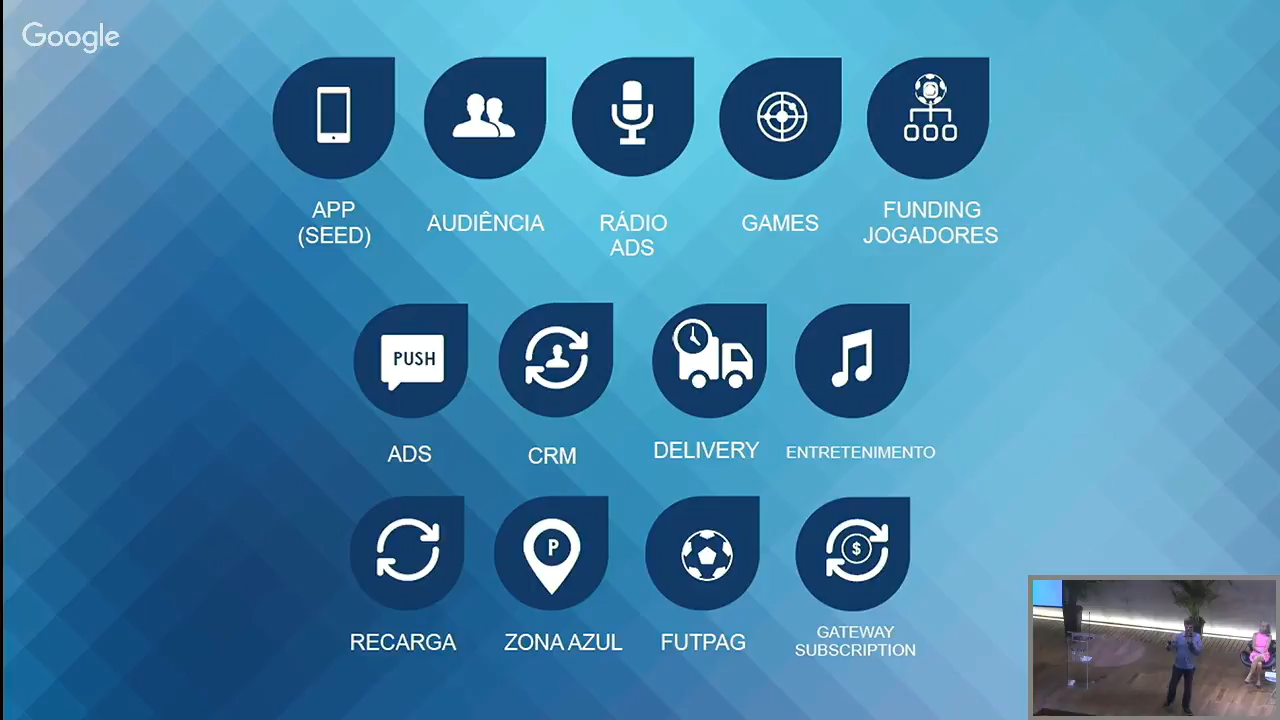 Google
APP
(SEED)
AUDIÊNCIA
RÁDIO
ADS
GAMES
FUNDING
JOGADORES
PUSH
ADS
CRM
DELIVERY
ENTRETENIMENTO
P
$
RECARGA
ZONA AZUL
FUTPAG
GATEWAY
SUBSCRIPTION